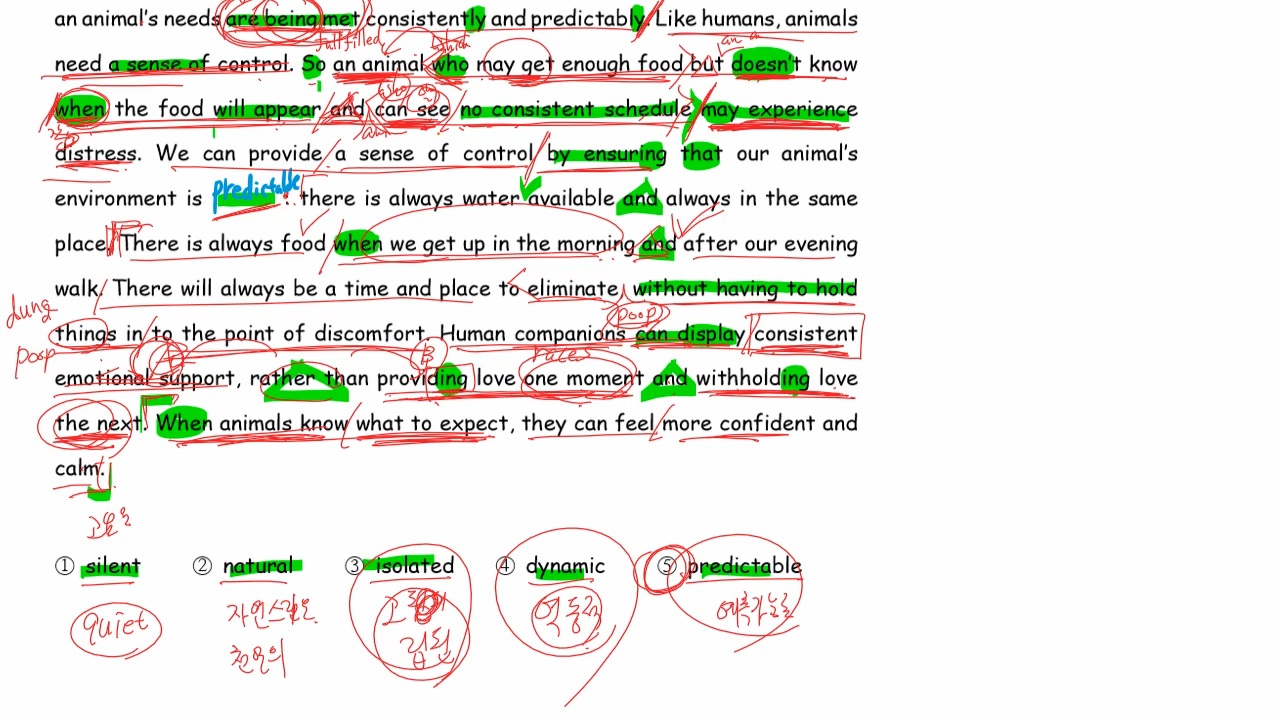 an animal's needs are being met consistently and predictably. Like humans, animals
fulfilled which an a
need a sense of control. So an animal who may get enough food but doesn't know
when the food will appear and can see no consistent schedule may experience
distress. We can provide a sense of control by ensuring that our animal's
predictable
environment is : there is always water available and always in the same
place. There is always food when we get up in the morning and after our evening
walk. There will always be a time and place to eliminate, without having to hold
dung
poop
things in to the point of discomfort. Human companions can display consistent
poop A B
emotional support, rather than providing love one moment and withholding love
the next. When animals know what to expect, they can feel more confident and
calm.
① silent ② natural ③ isolated ④ dynamic ⑤ predictable
quiet 자연스러운 고립된 역동적 예측가능한
천연의